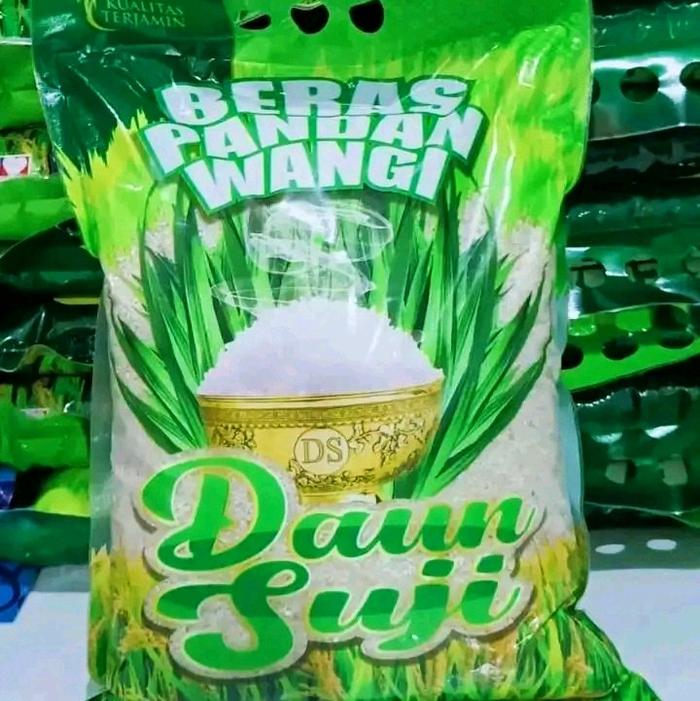 KUALITAS
TERJAMIN
BERAS
PANDAN
WANGI
DS
Daun
Suji